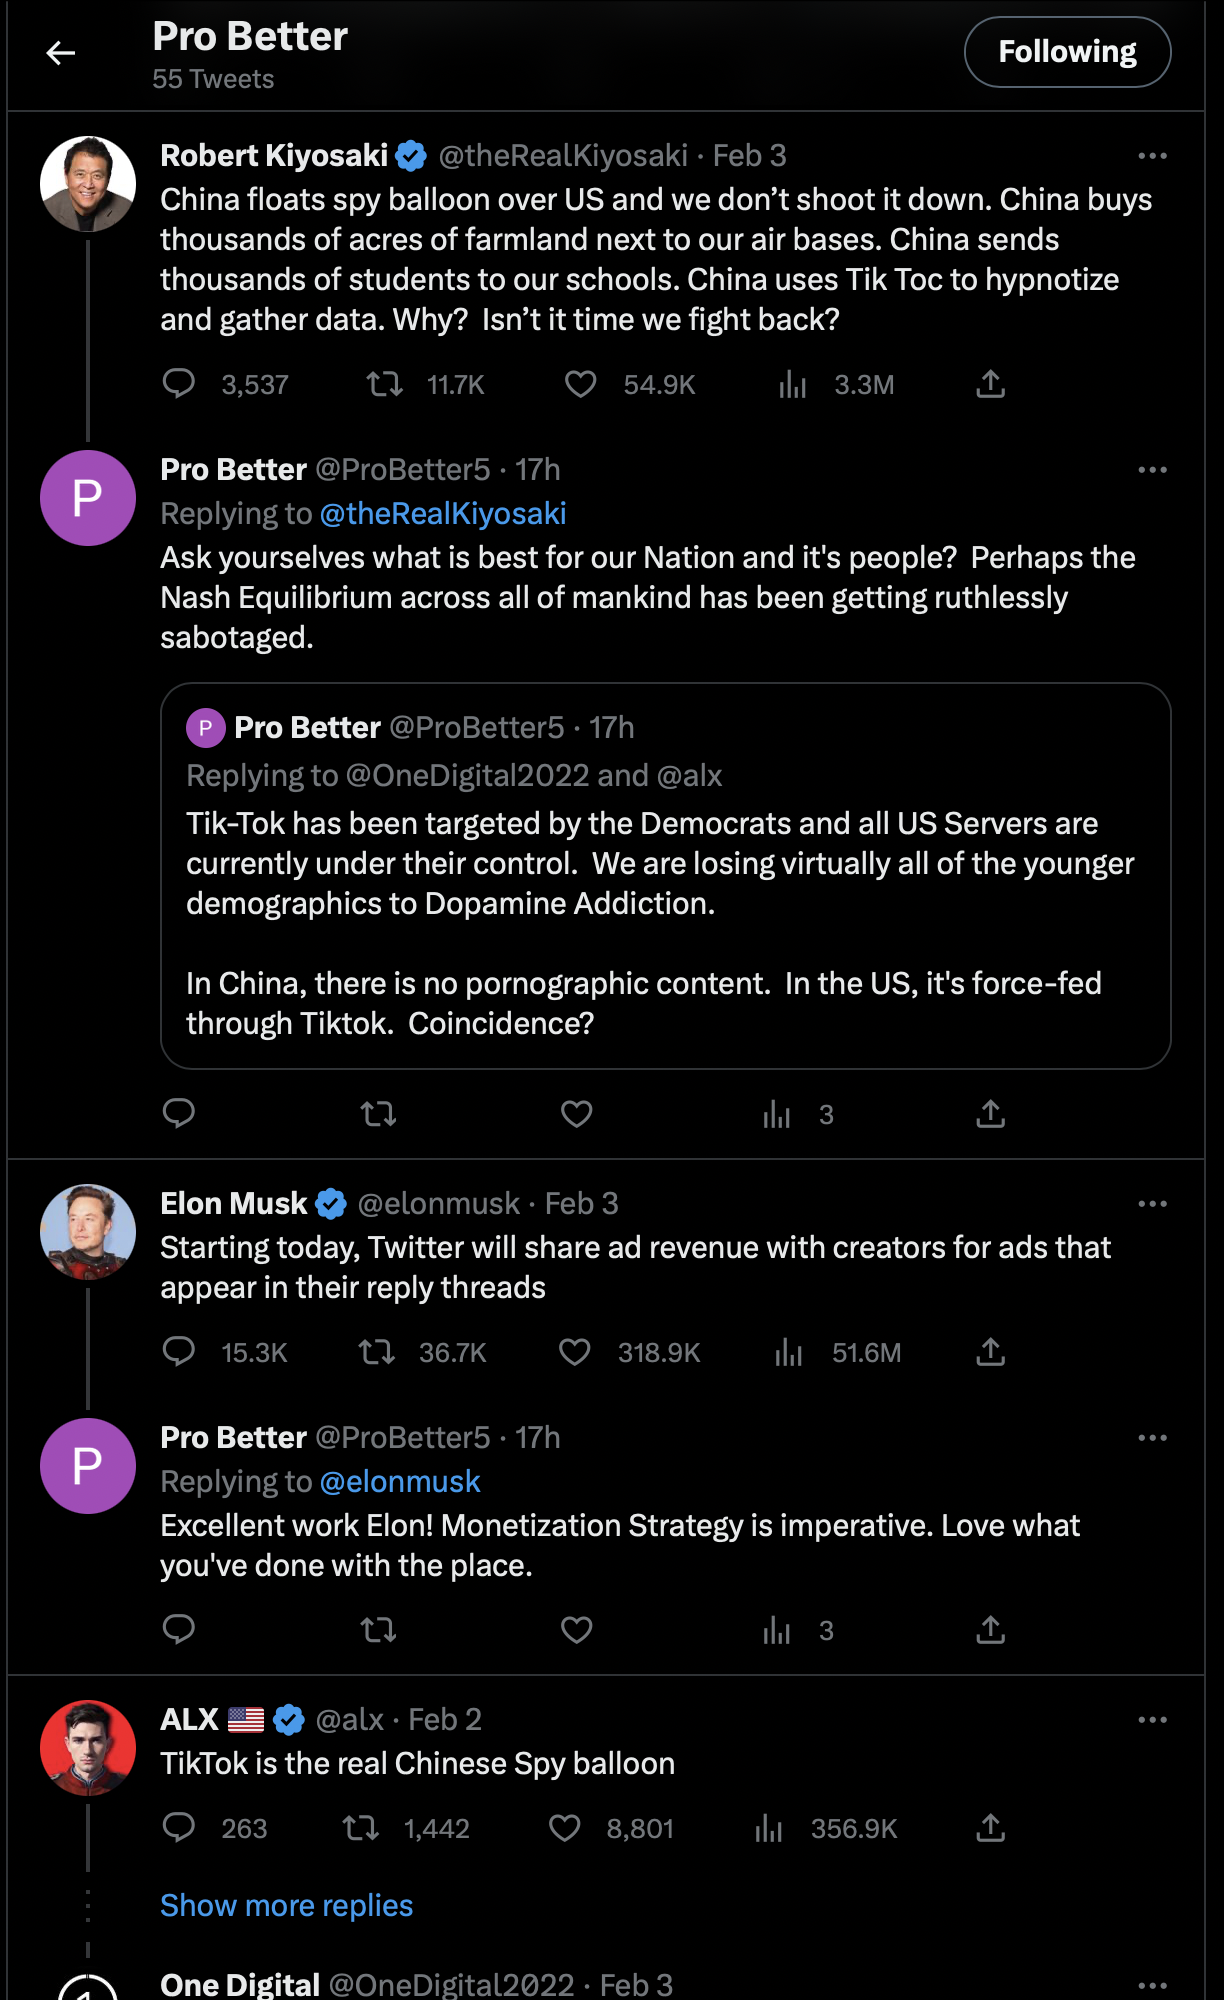 Pro Better
55 Tweets
Following
Robert Kiyosaki @theRealKiyosaki · Feb 3
China floats spy balloon over US and we don’t shoot it down. China buys
thousands of acres of farmland next to our air bases. China sends
thousands of students to our schools. China uses Tik Toc to hypnotize
and gather data. Why?  Isn’t it time we fight back?
3,537 11.7K 54.9K 3.3M
P
Pro Better @ProBetter5 · 17h
Replying to @theRealKiyosaki
Ask yourselves what is best for our Nation and it's people?  Perhaps the
Nash Equilibrium across all of mankind has been getting ruthlessly
sabotaged.
P Pro Better @ProBetter5 · 17h
Replying to @OneDigital2022 and @alx
Tik-Tok has been targeted by the Democrats and all US Servers are
currently under their control.  We are losing virtually all of the younger
demographics to Dopamine Addiction.
In China, there is no pornographic content.  In the US, it's force-fed
through Tiktok.  Coincidence?
3
Elon Musk @elonmusk · Feb 3
Starting today, Twitter will share ad revenue with creators for ads that
appear in their reply threads
15.3K 36.7K 318.9K 51.6M
P
Pro Better @ProBetter5 · 17h
Replying to @elonmusk
Excellent work Elon! Monetization Strategy is imperative. Love what
you've done with the place.
3
ALX 🇺🇸 @alx · Feb 2
TikTok is the real Chinese Spy balloon
263 1,442 8,801 356.9K
Show more replies
One Digital @OneDigital2022 · Feb 3